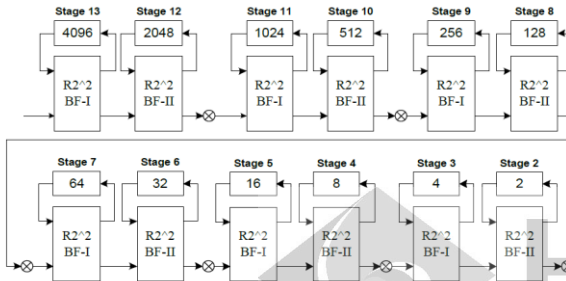 Stage 13 Stage 12 Stage 11 Stage 10 Stage 9 Stage 8
4096 2048 1024 512 256 128
R2^2 R2^2 R2^2 R2^2 R2^2 R2^2
BF-I BF-II BF-I BF-II BF-I BF-II
Stage 7 Stage 6 Stage 5 Stage 4 Stage 3 Stage 2
64 32 16 8 4 2
R2^2 R2^2 R2^2 R2^2 R2^2 R2^2
BF-I BF-II BF-I BF-II BF-I BF-II